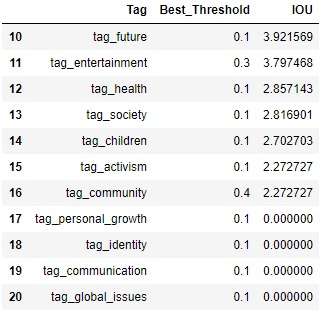 Tag Best_Threshold IOU
10 tag_future 0.1 3.921569
11 tag_entertainment 0.3 3.797468
12 tag_health 0.1 2.857143
13 tag_society 0.1 2.816901
14 tag_children 0.1 2.702703
15 tag_activism 0.1 2.272727
16 tag_community 0.4 2.272727
17 tag_personal_growth 0.1 0.000000
18 tag_identity 0.1 0.000000
19 tag_communication 0.1 0.000000
20 tag_global_issues 0.1 0.000000